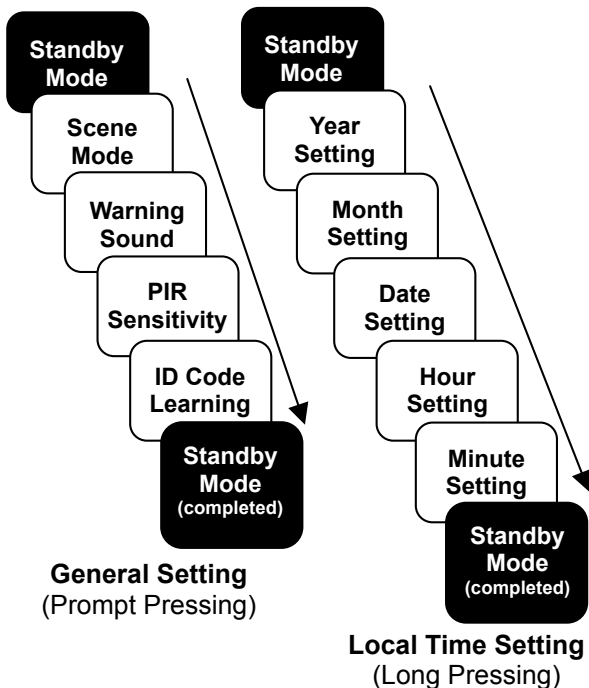 Standby
Mode
Scene
Mode
Warning
Sound
PIR
Sensitivity
ID Code
Learning
Standby
Mode
(completed)
General Setting
(Prompt Pressing)
Standby
Mode
Year
Setting
Month
Setting
Date
Setting
Hour
Setting
Minute
Setting
Standby
Mode
(completed)
Local Time Setting
(Long Pressing)